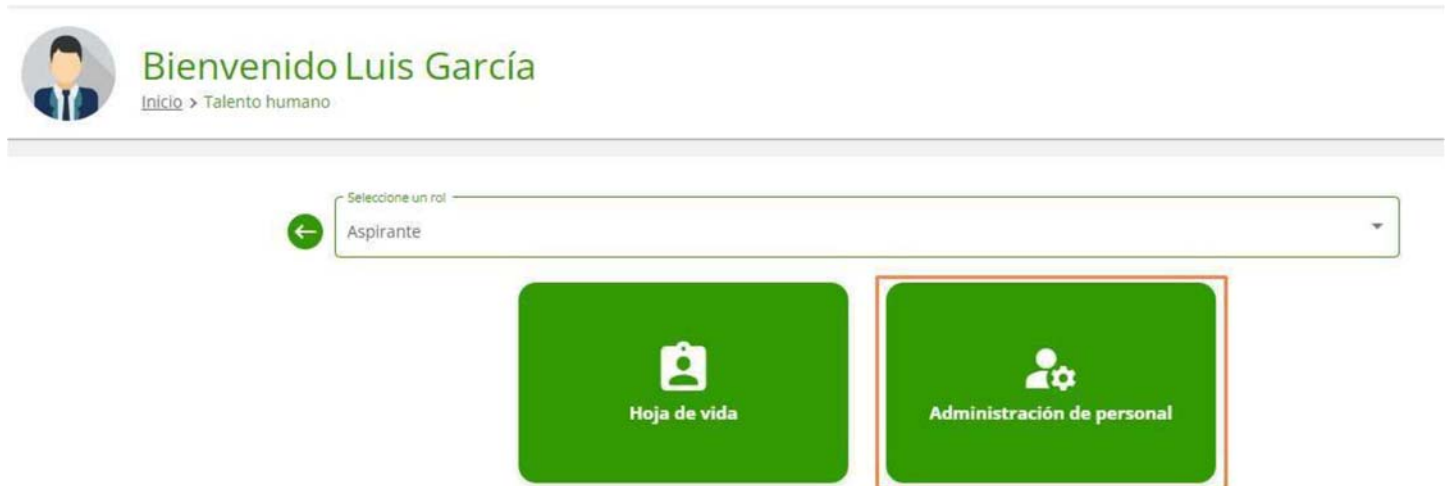 Bienvenido Luis García
Inicio > Talento humano
Seleccione un rol
Aspirante
Hoja de vida
Administración de personal